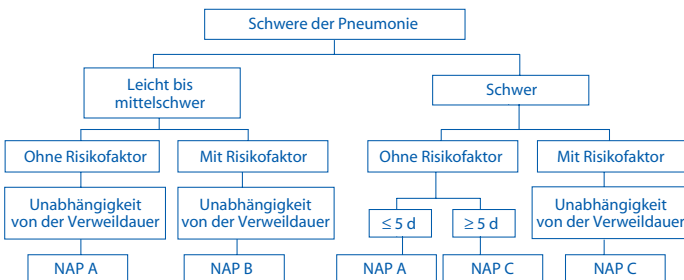 Schwere der Pneumonie
Leicht bis
mittelschwer
Schwer
Ohne Risikofaktor
Mit Risikofaktor
Ohne Risikofaktor
Mit Risikofaktor
Unabhängigkeit
von der Verweildauer
Unabhängigkeit
von der Verweildauer
≤ 5 d
≥ 5 d
Unabhängigkeit
von der Verweildauer
NAP A
NAP B
NAP A
NAP C
NAP C